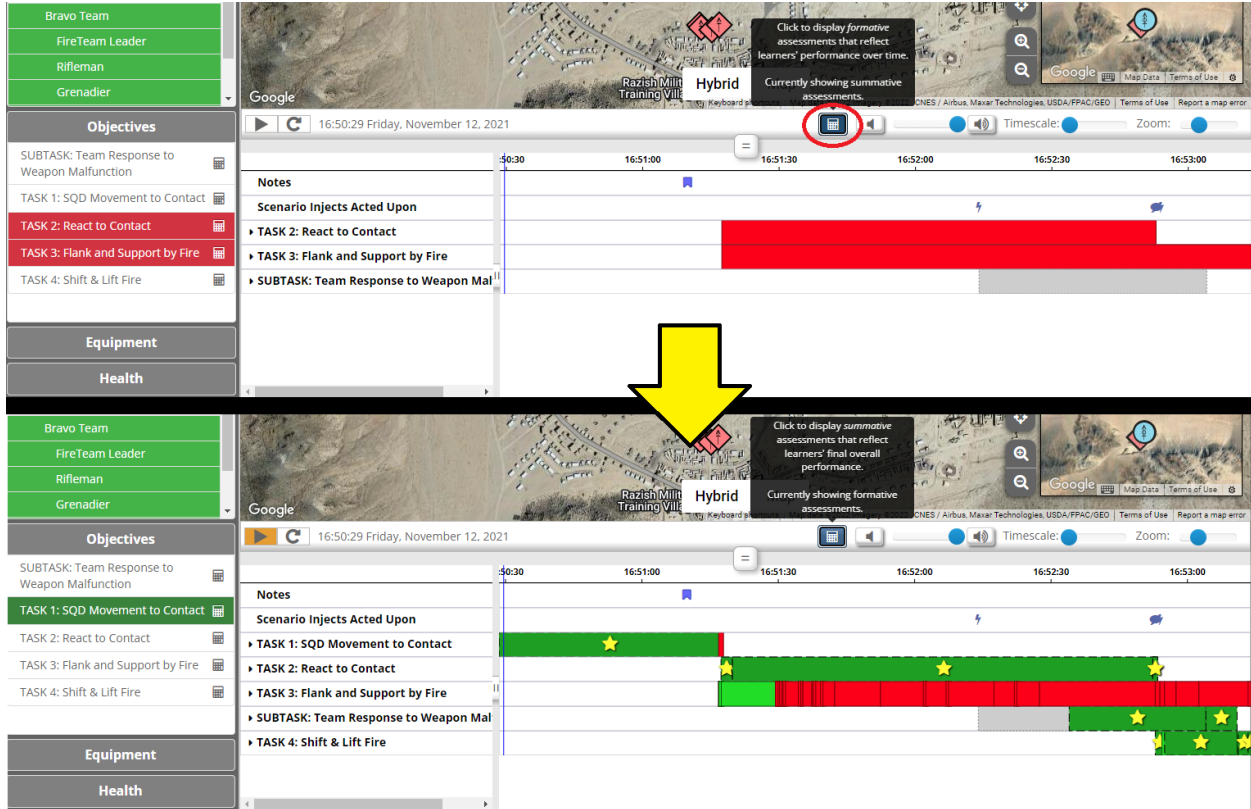 Bravo Team
FireTeam Leader
Rifleman
Grenadier
Google
Razish Milit
Training Villa
Hybrid
Click to display formative
assessments that reflect
learners' performance over time.
Currently showing summative
assessments.
Google
Map Data
Terms of Use
Keyboard
CNES / Airbus, Maxar Technologies, USDA/FPAC/GEO
Terms of Use
Report a map error
Objectives
16:50:29 Friday, November 12, 2021
Timescale:
Zoom:
SUBTASK: Team Response to
Weapon Malfunction
TASK 1: SQD Movement to Contact
TASK 2: React to Contact
TASK 3: Flank and Support by Fire
TASK 4: Shift & Lift Fire
Equipment
Health
:50:30
16:51:00
16:51:30
16:52:00
16:52:30
16:53:00
Notes
Scenario Injects Acted Upon
TASK 2: React to Contact
TASK 3: Flank and Support by Fire
SUBTASK: Team Response to Weapon Mal
Bravo Team
FireTeam Leader
Rifleman
Grenadier
Google
Razish Milit
Training Villa
Hybrid
Click to display summative
assessments that reflect
learners' final overall
performance.
Currently showing formative
assessments.
Google
Map Data
Terms of Use
Keyboard
CNES / Airbus, Maxar Technologies, USDA/FPAC/GEO
Terms of Use
Report a map error
Objectives
16:50:29 Friday, November 12, 2021
Timescale:
Zoom:
SUBTASK: Team Response to
Weapon Malfunction
TASK 1: SQD Movement to Contact
TASK 2: React to Contact
TASK 3: Flank and Support by Fire
TASK 4: Shift & Lift Fire
Equipment
Health
:50:30
16:51:00
16:51:30
16:52:00
16:52:30
16:53:00
Notes
Scenario Injects Acted Upon
TASK 1: SQD Movement to Contact
TASK 2: React to Contact
TASK 3: Flank and Support by Fire
SUBTASK: Team Response to Weapon Mal
TASK 4: Shift & Lift Fire